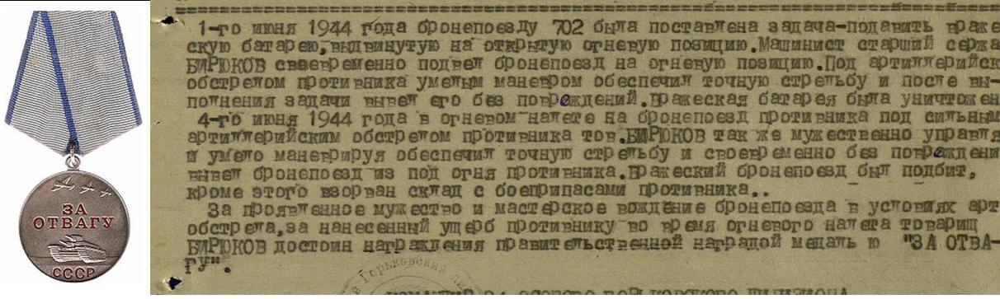 ЗА
ОТВАГУ
СССР
1-го июня 1944 года бронепоезду 702 была поставлена задача-подавить враже
скую батарею,выдвинутую на открытую огневую позицию.Машинист старший сержа
БИРЮКОВ своевременно подвел бронепоезд на огневую позицию.Под артиллерийск
обстрелом противника умелым маневром обеспечил точную стрельбу и после вы-
полнения задачи вывел его без повреждений.Вражеская батарея была уничтожен
4-го июня 1944 года в огневом налете на бронепоезд противника под сильным
артиллерийским обстрелом противника тов.БИРЮКОВ так же мужественно управля
и умело маневрируя обеспечил точную стрельбу и своевременно без повреждени
вывел бронепоезд из под огня противника.Вражеский бронепоезд был подбит,
кроме этого взорван склад с боеприпасами противника..
За проявленное мужество и мастерское вождение бронепоезда в условиях арт
обстрела,за нанесенный ущерб противнику во время огневого налета товарищ
БИРЮКОВ достоин награждения правительственной наградой медаль ю "ЗА ОТВА-
ГУ".
Горьковский